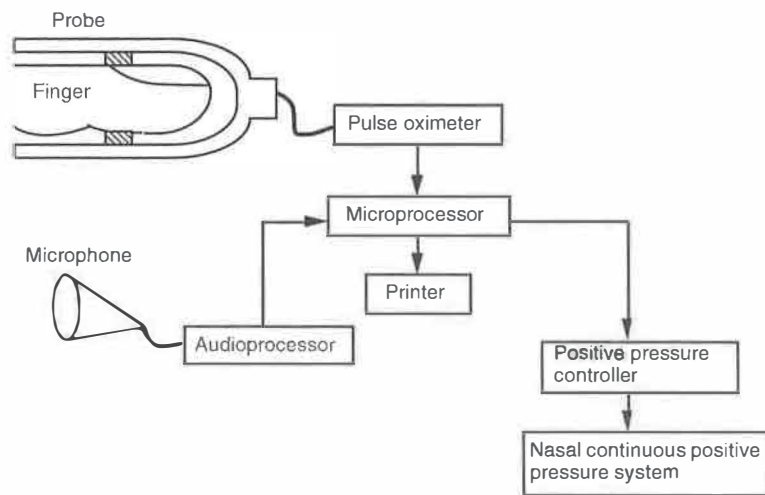 Probe
Finger
Pulse oximeter
Microprocessor
Microphone
Printer
Audioprocessor
Positive pressure
controller
Nasal continuous positive
pressure system